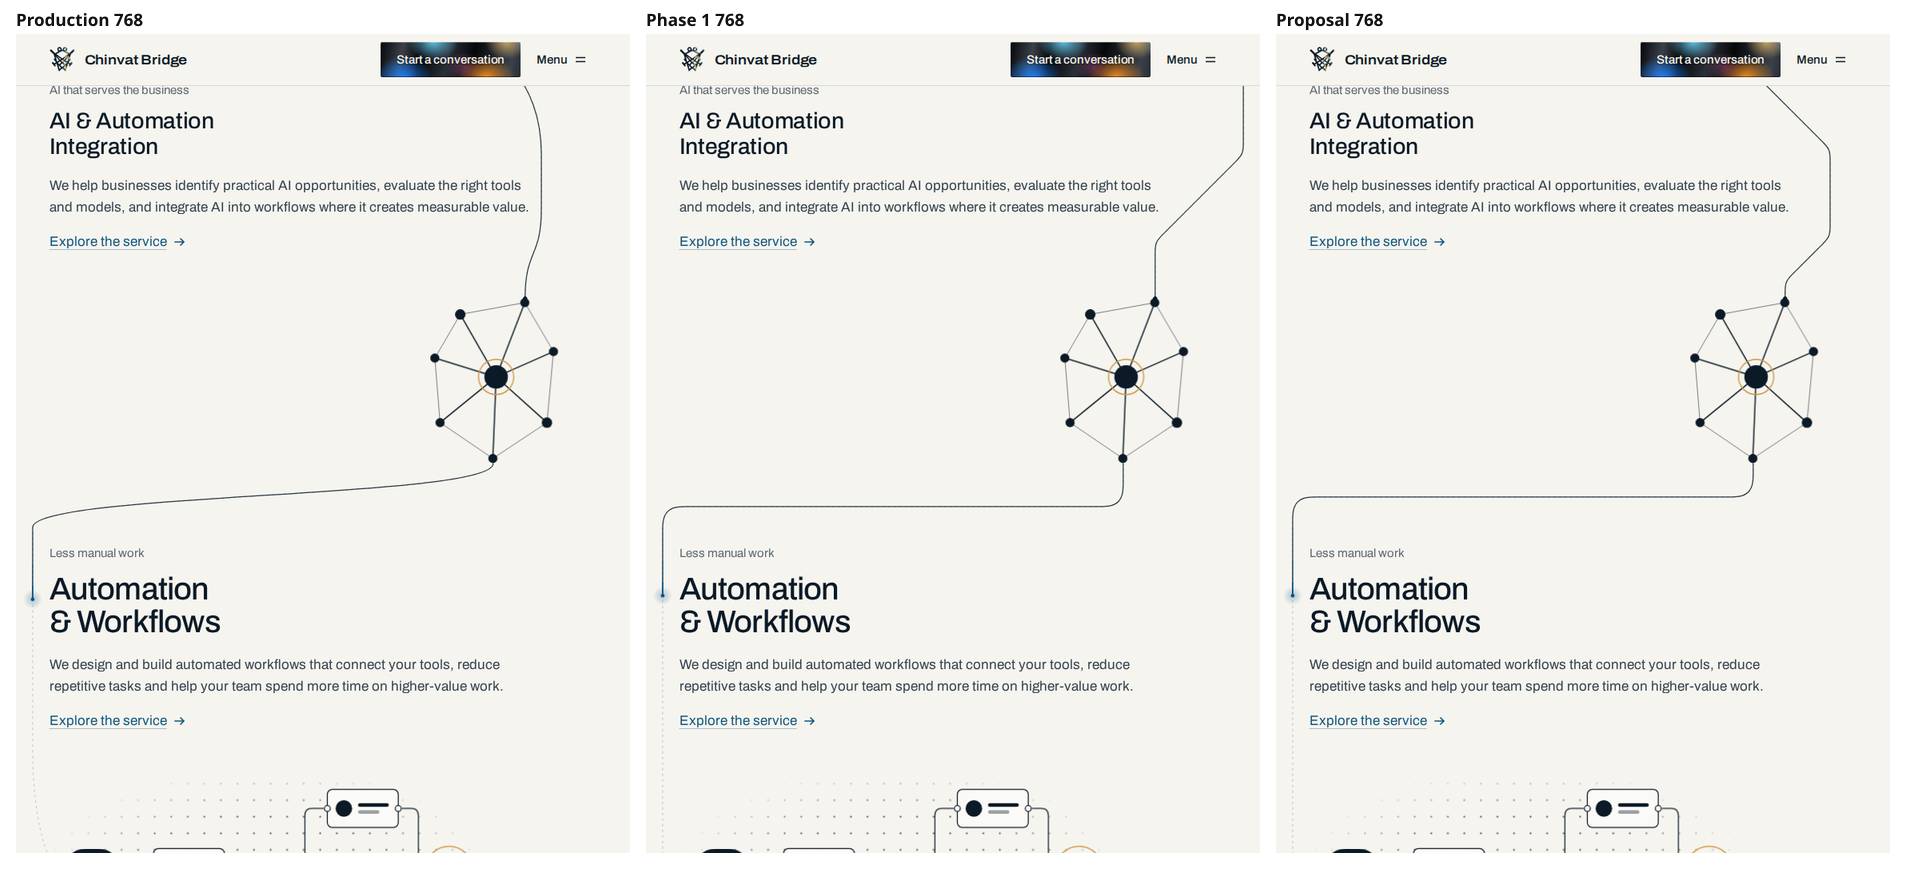 Production 768
Chinvat Bridge
Start a conversation
Menu
AI that serves the business
AI & Automation
Integration
We help businesses identify practical AI opportunities, evaluate the right tools
and models, and integrate AI into workflows where it creates measurable value.
Explore the service →
Less manual work
Automation
& Workflows
We design and build automated workflows that connect your tools, reduce
repetitive tasks and help your team spend more time on higher-value work.
Explore the service →
Phase 1 768
Chinvat Bridge
Start a conversation
Menu
AI that serves the business
AI & Automation
Integration
We help businesses identify practical AI opportunities, evaluate the right tools
and models, and integrate AI into workflows where it creates measurable value.
Explore the service →
Less manual work
Automation
& Workflows
We design and build automated workflows that connect your tools, reduce
repetitive tasks and help your team spend more time on higher-value work.
Explore the service →
Proposal 768
Chinvat Bridge
Start a conversation
Menu
AI that serves the business
AI & Automation
Integration
We help businesses identify practical AI opportunities, evaluate the right tools
and models, and integrate AI into workflows where it creates measurable value.
Explore the service →
Less manual work
Automation
& Workflows
We design and build automated workflows that connect your tools, reduce
repetitive tasks and help your team spend more time on higher-value work.
Explore the service →